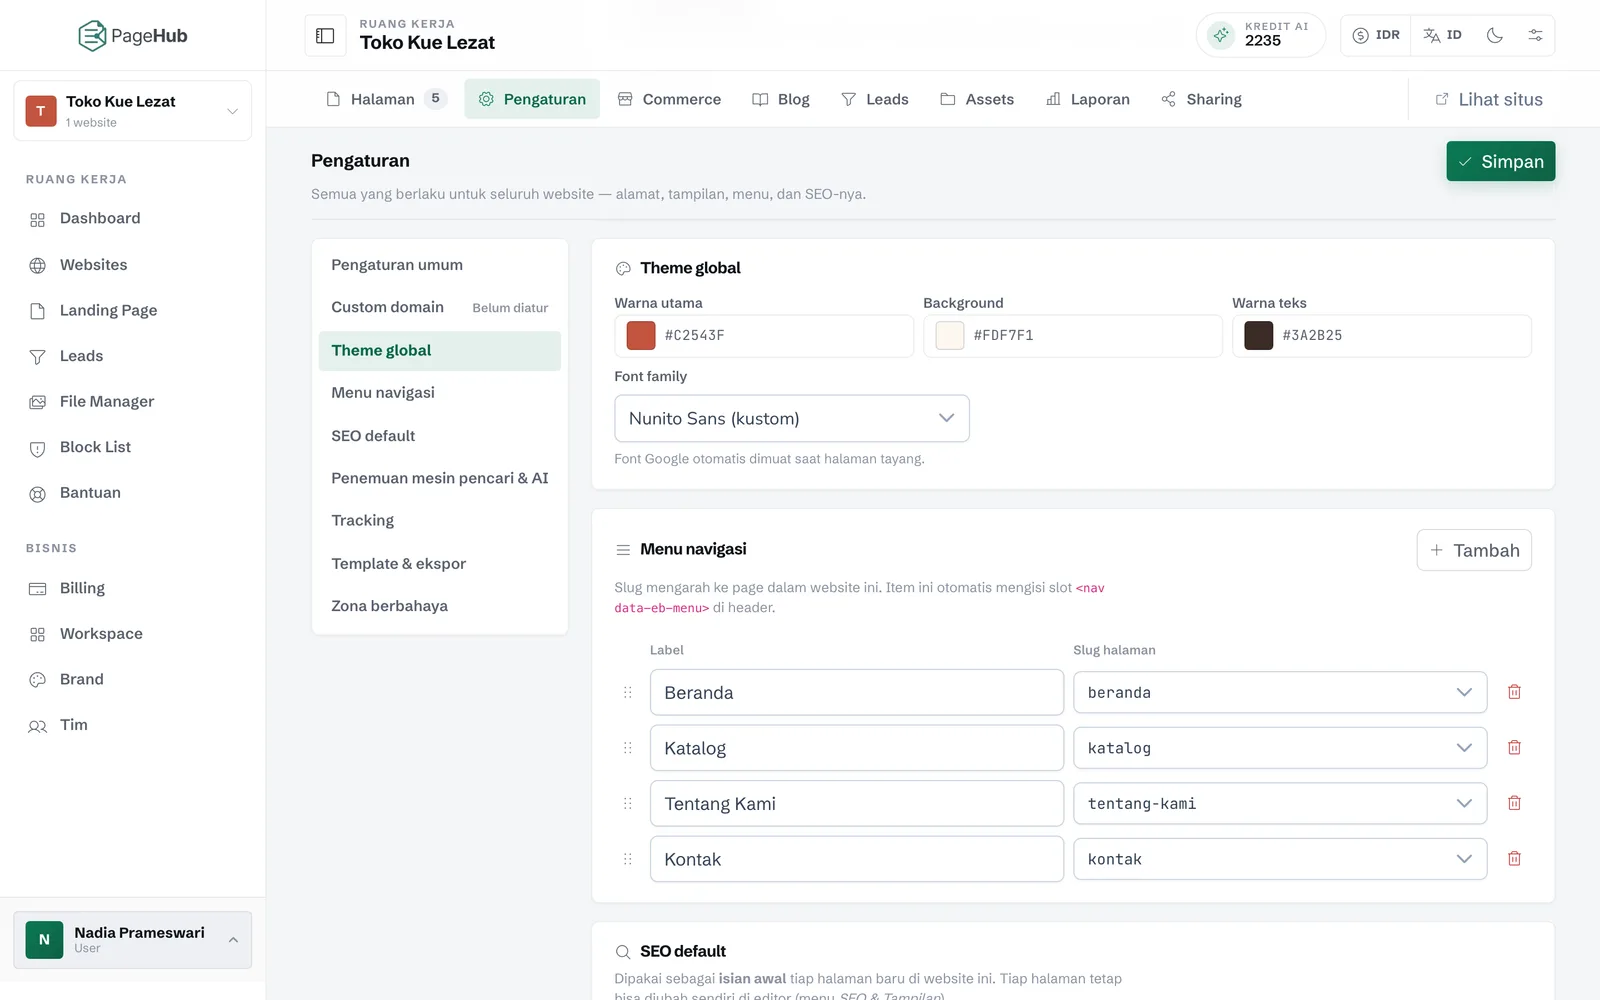 PageHub
RUANG KERJA
Toko Kue Lezat
KREDIT AI
2235
IDR
ID
T
Toko Kue Lezat
1 website
Halaman 5
Pengaturan
Commerce
Blog
Leads
Assets
Laporan
Sharing
Lihat situs
RUANG KERJA
Dashboard
Websites
Landing Page
Leads
File Manager
Block List
Bantuan
BISNIS
Billing
Workspace
Brand
Tim
N
Nadia Prameswari
User
Pengaturan
Semua yang berlaku untuk seluruh website — alamat, tampilan, menu, dan SEO-nya.
Simpan
Pengaturan umum
Custom domain Belum diatur
Theme global
Menu navigasi
SEO default
Penemuan mesin pencari & AI
Tracking
Template & ekspor
Zona berbahaya
Theme global
Warna utama Background Warna teks
#C2543F #FDF7F1 #3A2B25
Font family
Nunito Sans (kustom)
Font Google otomatis dimuat saat halaman tayang.
Menu navigasi
Tambah
Slug mengarah ke page dalam website ini. Item ini otomatis mengisi slot <nav
data-eb-menu> di header.
Label Slug halaman
Beranda beranda
Katalog katalog
Tentang Kami tentang-kami
Kontak kontak
SEO default
Dipakai sebagai isian awal tiap halaman baru di website ini. Tiap halaman tetap
bisa diubah sendiri di editor (menu SEO & Tampilan).